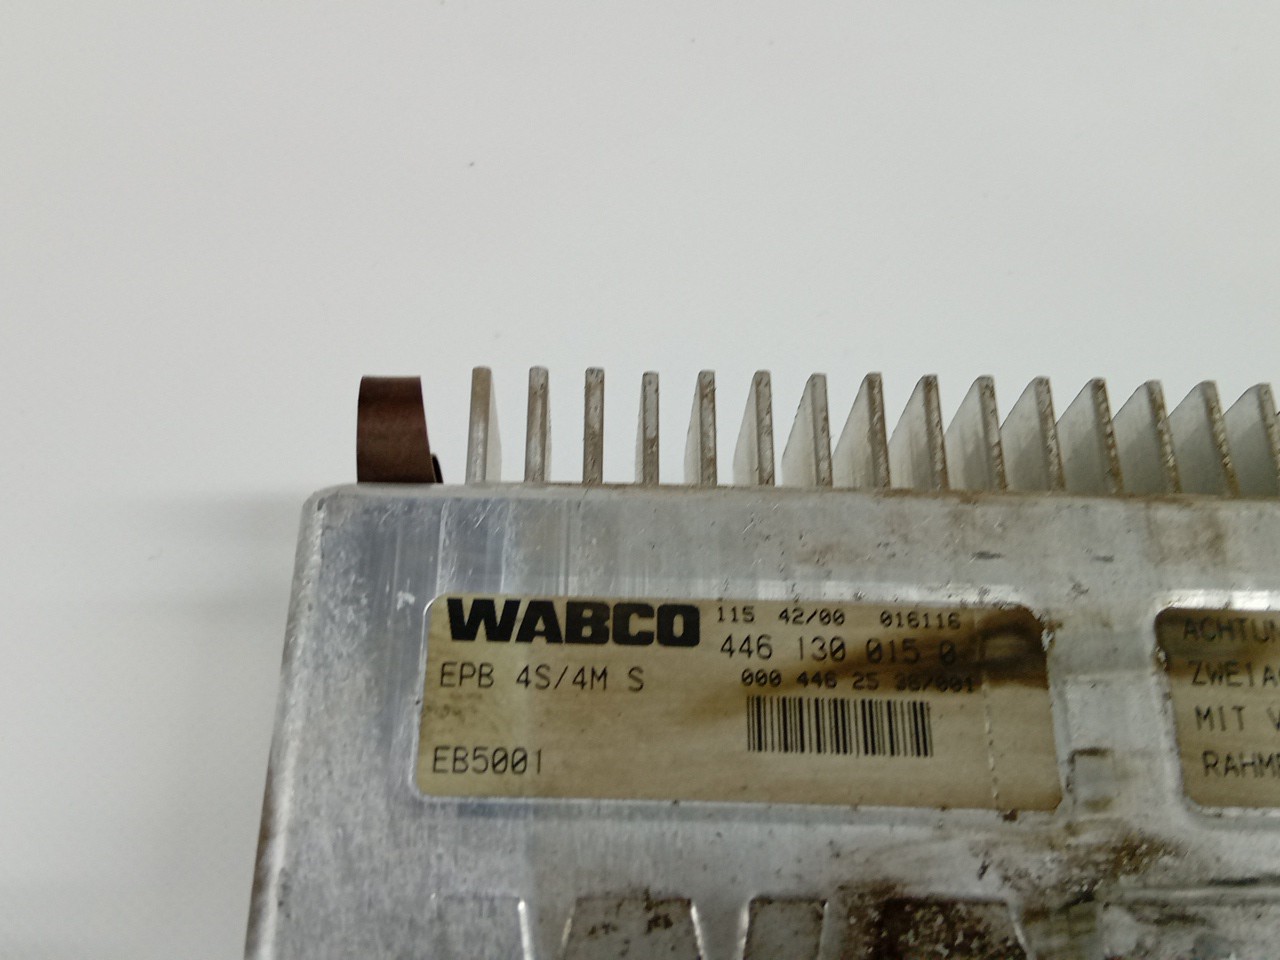 WABCO 115 42/00 016116
446 130 015 0
EPB 4S/4M S 000 446 25 36/001
EB5001
ACHTUN
ZWEIA
MIT
RAHM